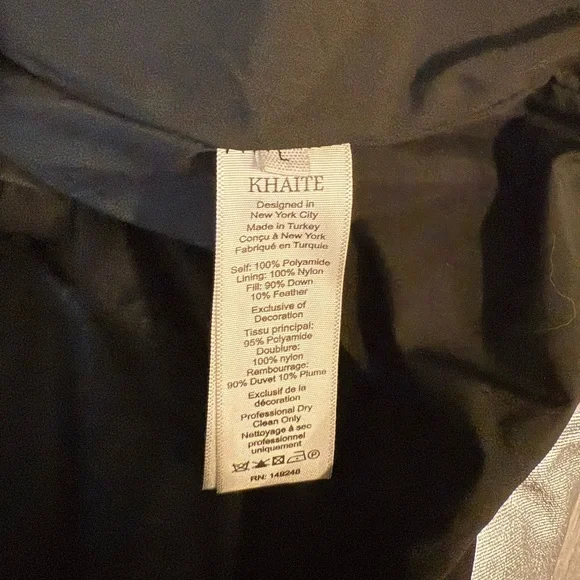 KHAITE
Designed in
New York City
Made in Turkey
Conçu à New York
Fabriqué en Turquie
Self: 100% Polyamide
Lining: 100% Nylon
Fill: 90% Down
10% Feather
Exclusive of
Decoration
Tissu principal:
95% Polyamide
Doublure:
100% nylon
Rembourrage:
90% Duvet 10% Plume
Exclusif de la
décoration
Professional Dry
Clean Only
Nettoyage à sec
professionnel
uniquement
P
RN: 149248